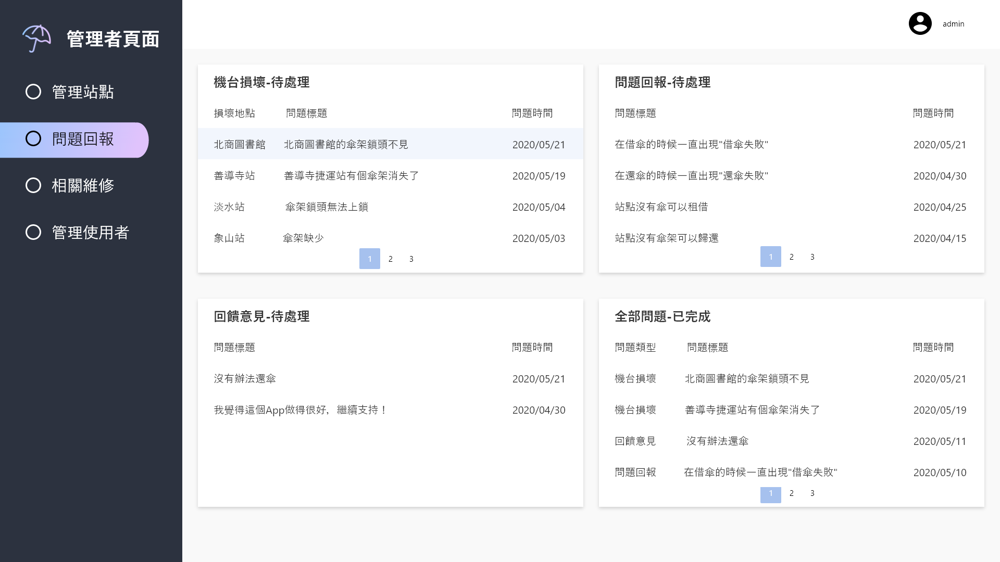 管理者頁面
管理站點
問題回報
相關維修
管理使用者
admin
機台損壞-待處理
損壞地點 問題標題 問題時間
北商圖書館 北商圖書館的傘架鎖頭不見 2020/05/21
善導寺站 善導寺捷運站有個傘架消失了 2020/05/19
淡水站 傘架鎖頭無法上鎖 2020/05/04
象山站 傘架缺少 2020/05/03
1 2 3
問題回報-待處理
問題標題 問題時間
在借傘的時候一直出現"借傘失敗" 2020/05/21
在還傘的時候一直出現"還傘失敗" 2020/04/30
站點沒有傘可以租借 2020/04/25
站點沒有傘架可以歸還 2020/04/15
1 2 3
回饋意見-待處理
問題標題 問題時間
沒有辦法還傘 2020/05/21
我覺得這個App做得很好，繼續支持！ 2020/04/30
全部問題-已完成
問題類型 問題標題 問題時間
機台損壞 北商圖書館的傘架鎖頭不見 2020/05/21
機台損壞 善導寺捷運站有個傘架消失了 2020/05/19
回饋意見 沒有辦法還傘 2020/05/11
問題回報 在借傘的時候一直出現"借傘失敗" 2020/05/10
1 2 3